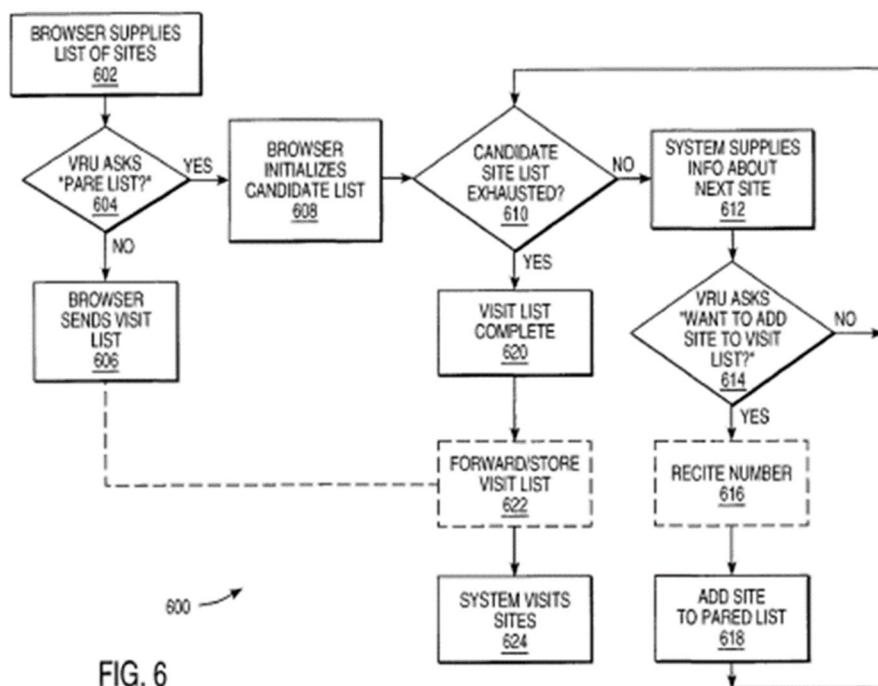 BROWSER SUPPLIES
LIST OF SITES
602
VRU ASKS
"PARE LIST?"
604
YES
NO
BROWSER
SENDS VISIT
LIST
606
BROWSER
INITIALIZES
CANDIDATE LIST
608
CANDIDATE
SITE LIST
EXHAUSTED?
610
NO
YES
VISIT LIST
COMPLETE
620
FORWARD/STORE
VISIT LIST
622
SYSTEM VISITS
SITES
624
SYSTEM SUPPLIES
INFO ABOUT
NEXT SITE
612
VRU ASKS
"WANT TO ADD
SITE TO VISIT
LIST?"
614
NO
YES
RECITE NUMBER
616
ADD SITE
TO PARED LIST
618
600
FIG. 6